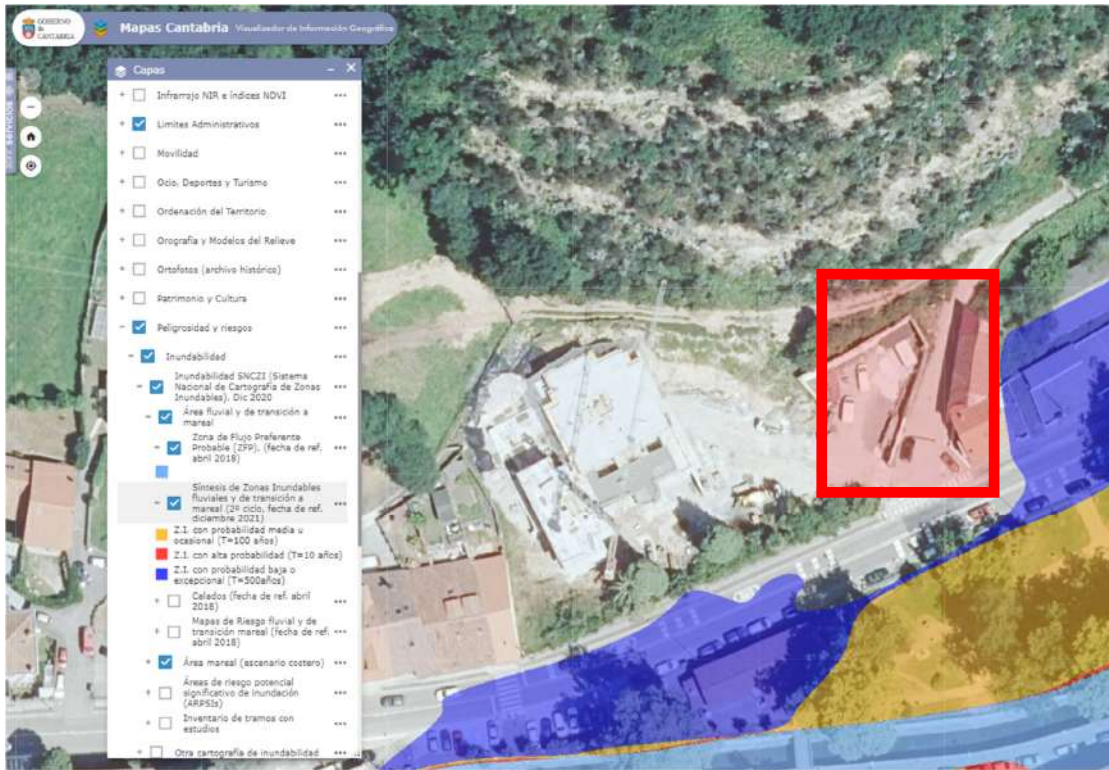 GOBIERNO
de
CANTABRIA
Mapas Cantabria Visualizador de Información Geográfica
Capas
Infrarrojo NIR e índices NDVI
Límites Administrativos
Movilidad
Ocio, Deportes y Turismo
Ordenación del Territorio
Orografía y Modelos del Relieve
Ortofotos (archivo histórico)
Patrimonio y Cultura
Peligrosidad y riesgos
Inundabilidad
Inundabilidad SNCZI (Sistema
Nacional de Cartografía de Zonas
Inundables). Dic 2020
Área fluvial y de transición a
mareal
Zona de Flujo Preferente
Probable (ZFP). (fecha de ref.
abril 2018)
Síntesis de Zonas Inundables
fluviales y de transición a
mareal (2º ciclo, fecha de ref.
diciembre 2021)
Z.I. con probabilidad media u
ocasional (T=100 años)
Z.I. con alta probabilidad (T=10 años)
Z.I. con probabilidad baja o
excepcional (T=500años)
Calados (fecha de ref. abril
2018)
Mapas de Riesgo fluvial y de
transición mareal (fecha de ref.
abril 2018)
Área mareal (escenario costero)
Áreas de riesgo potencial
significativo de inundación
(ARPSIs)
Inventario de tramos con
estudios
Otra cartografía de inundabilidad